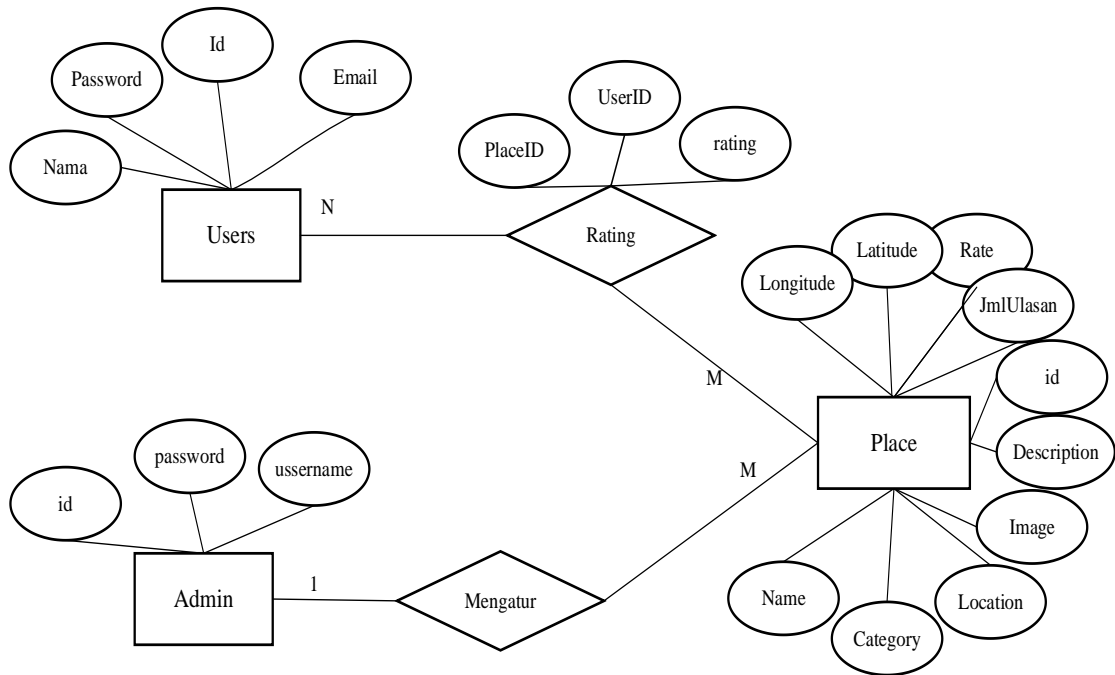 Id
Password
Email
Nama
Users
N
UserID
PlaceID
rating
Rating
M
Latitude
Rate
Longitude
JmlUlasan
id
Description
Place
Image
Name
Category
Location
M
password
ussername
id
Admin
1
Mengatur